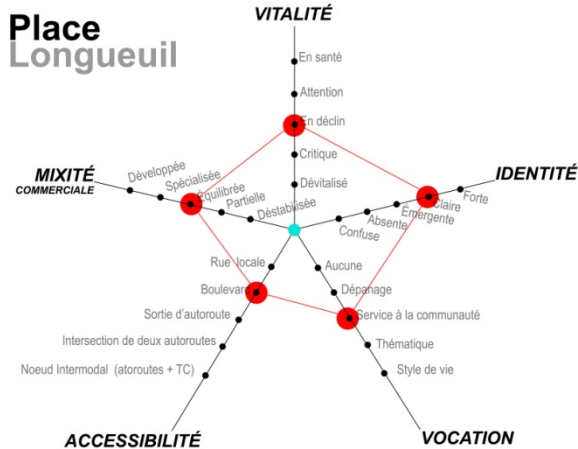 Place
Longueuil
VITALITÉ
En santé
Attention
En déclin
Critique
Dévitalisé
MIXITÉ
COMMERCIALE
Développée
Spécialisée
Équilibrée
Partielle
Déstabilisée
IDENTITÉ
Forte
Claire
Émergente
Absente
Confuse
Rue locale
Boulevard
Sortie d'autoroute
Intersection de deux autoroutes
Noeud Intermodal (atoroutes + TC)
ACCESSIBILITÉ
Aucune
Dépanage
Service à la communauté
Thématique
Style de vie
VOCATION